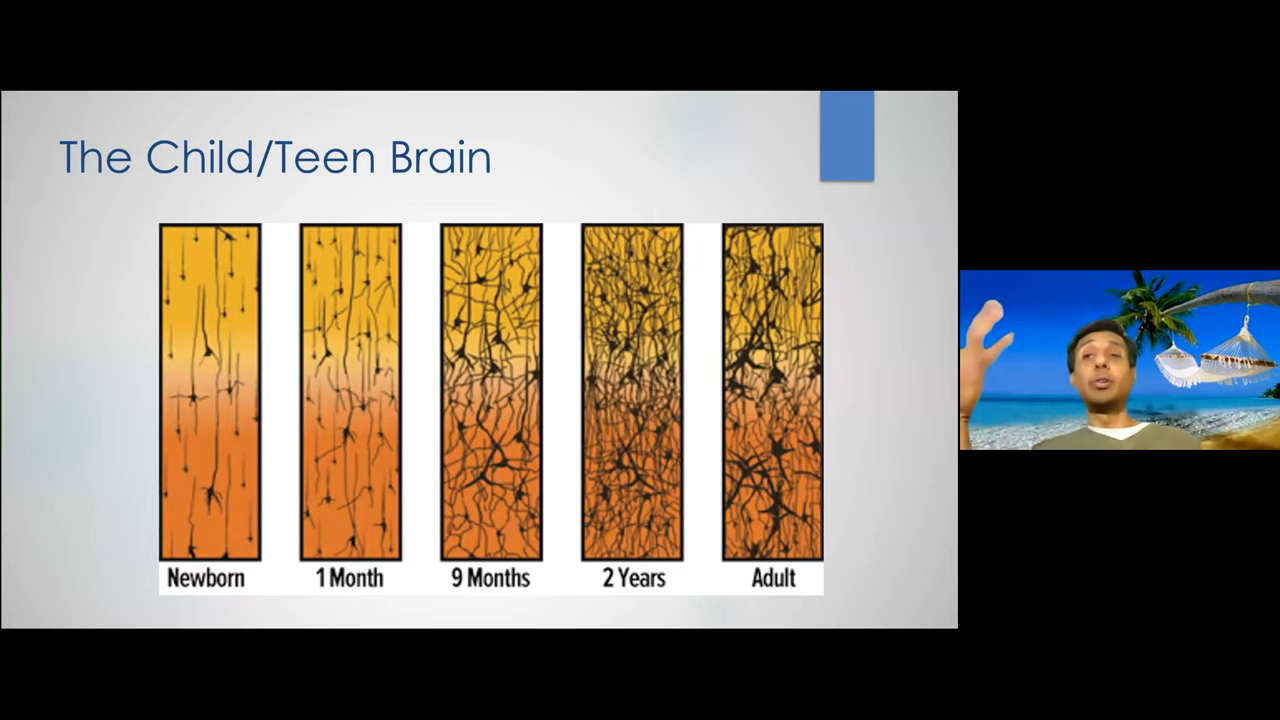 The Child/Teen Brain
Newborn
1 Month
9 Months
2 Years
Adult